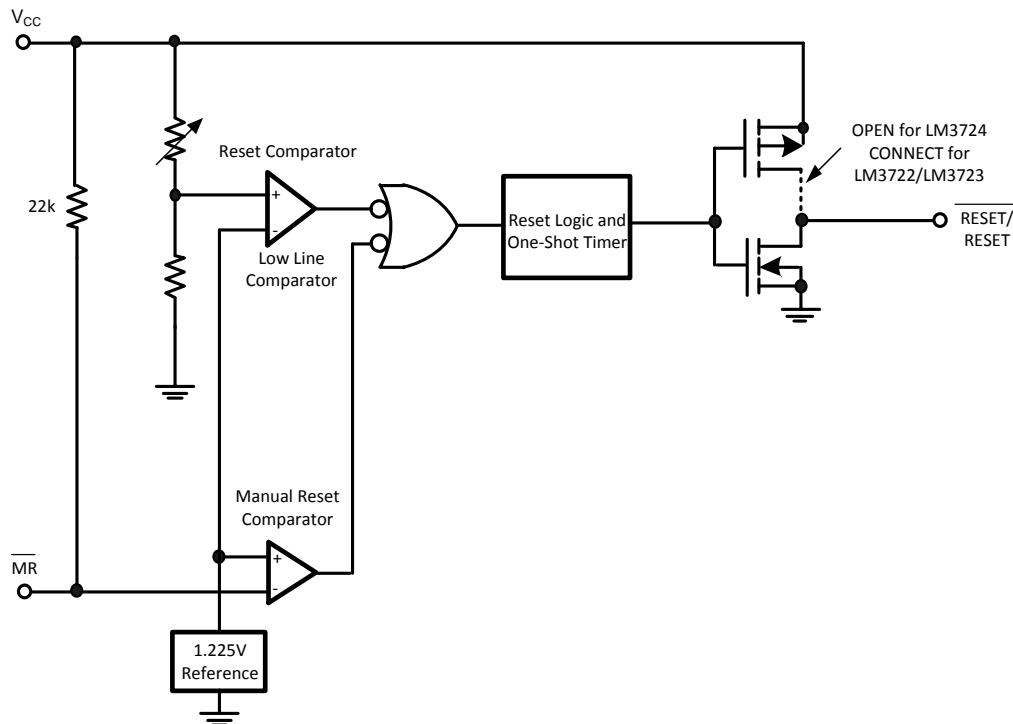 V_CC
Reset Comparator
OPEN for LM3724
CONNECT for
LM3722/LM3723
22k
+
-
Low Line
Comparator
Reset Logic and
One-Shot Timer
RESET/
RESET
Manual Reset
Comparator
MR
+
-
1.225V
Reference